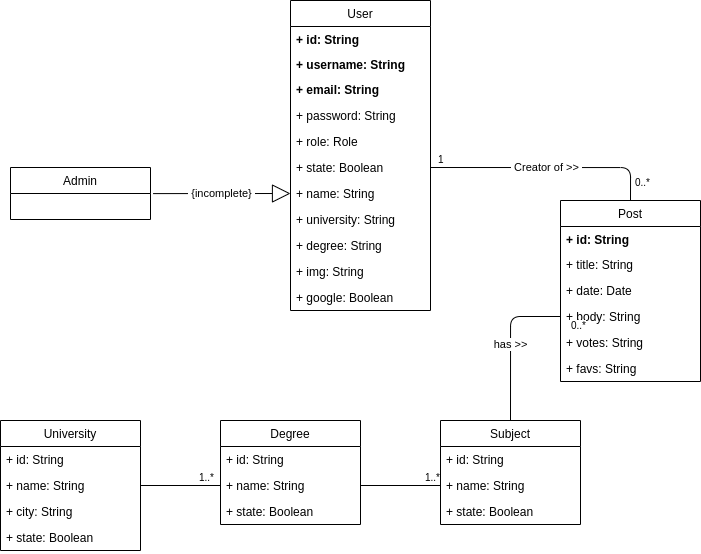 User
+ id: String
+ username: String
+ email: String
+ password: String
+ role: Role
+ state: Boolean
+ name: String
+ university: String
+ degree: String
+ img: String
+ google: Boolean
Admin
{incomplete}
1
Creator of >>
0..*
Post
+ id: String
+ title: String
+ date: Date
+ body: String
+ votes: String
+ favs: String
0..*
has >>
University
+ id: String
+ name: String
+ city: String
+ state: Boolean
1..*
Degree
+ id: String
+ name: String
+ state: Boolean
1..*
Subject
+ id: String
+ name: String
+ state: Boolean